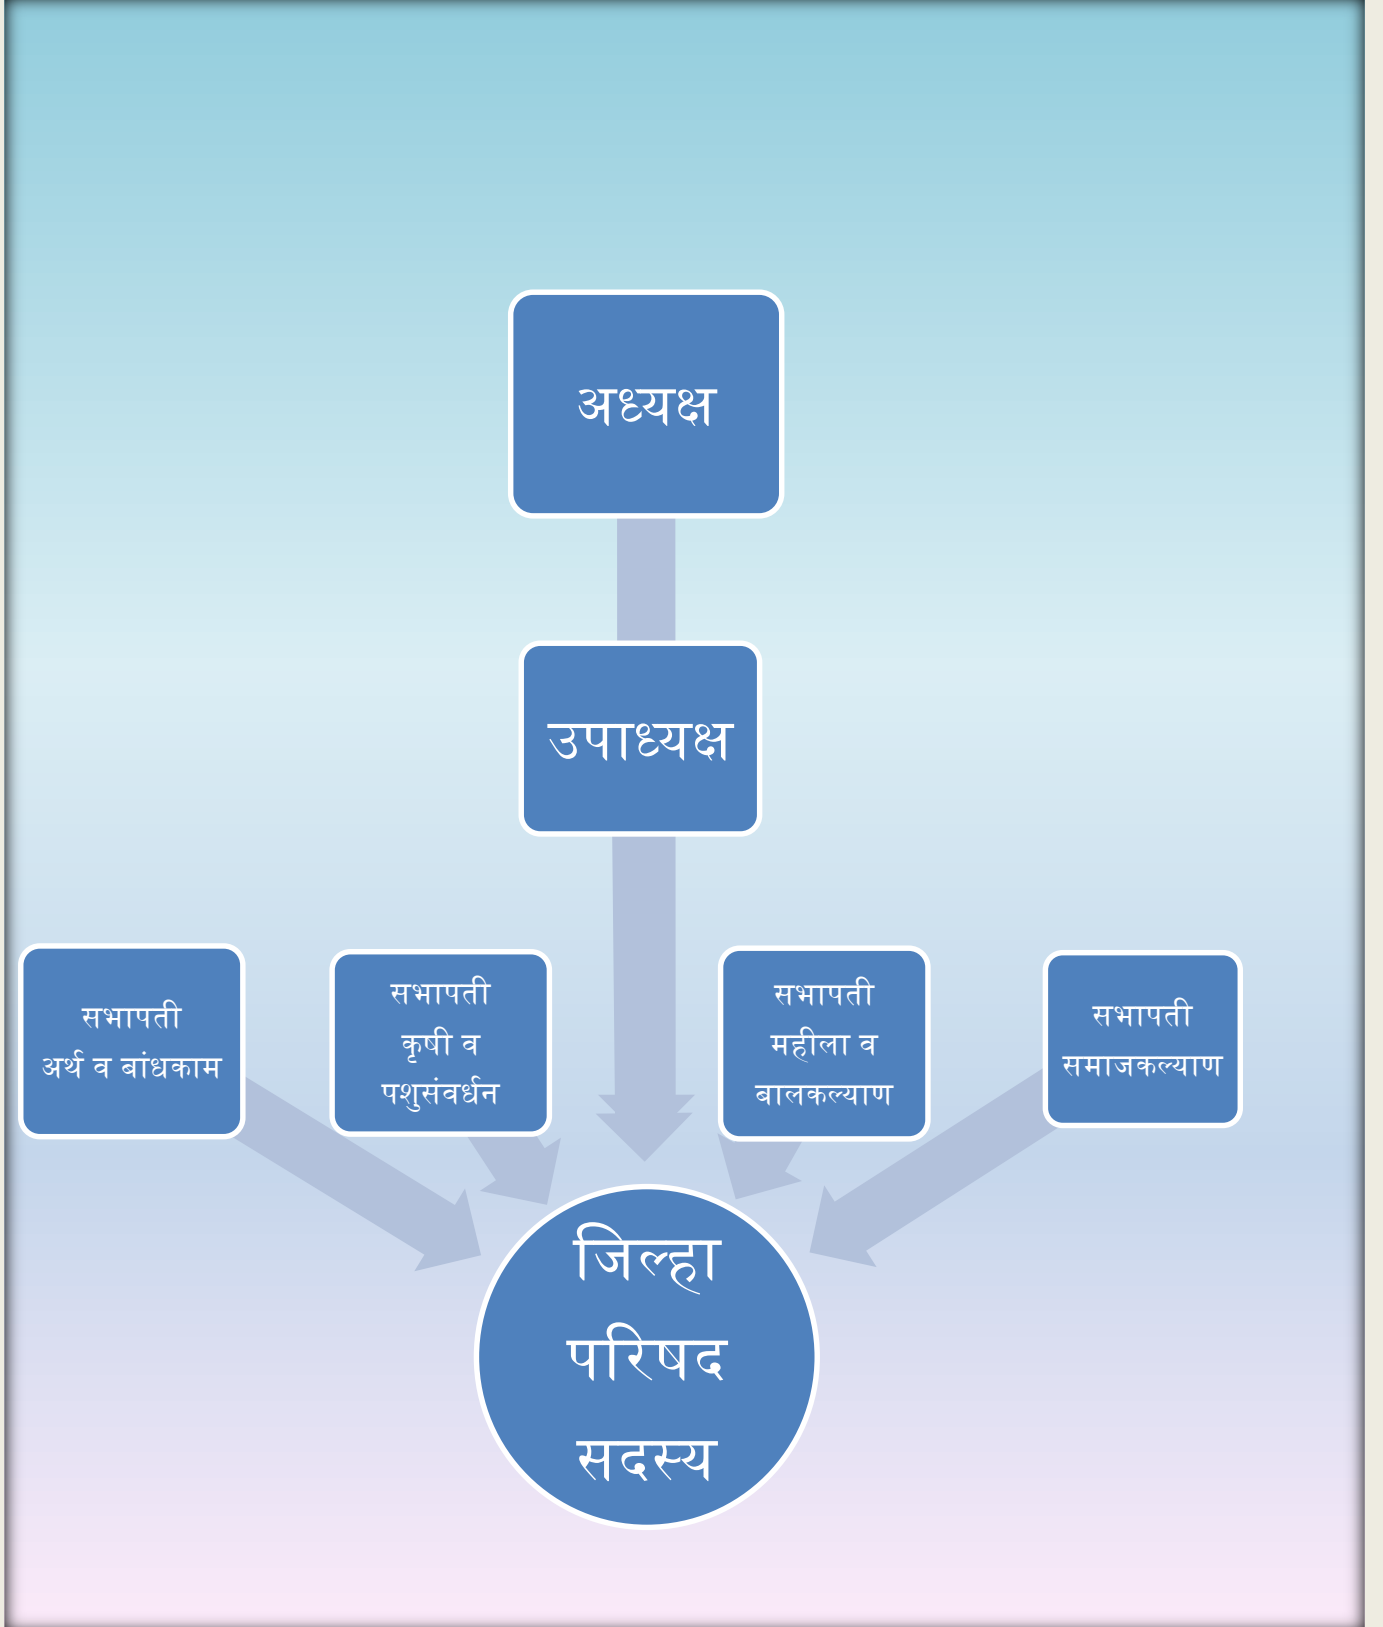 अध्यक्ष
उपाध्यक्ष
सभापती
अर्थ व बांधकाम
सभापती
कृषी व
पशुसंवर्धन
सभापती
महीला व
बालकल्याण
सभापती
समाजकल्याण
जिल्हा
परिषद
सदस्य